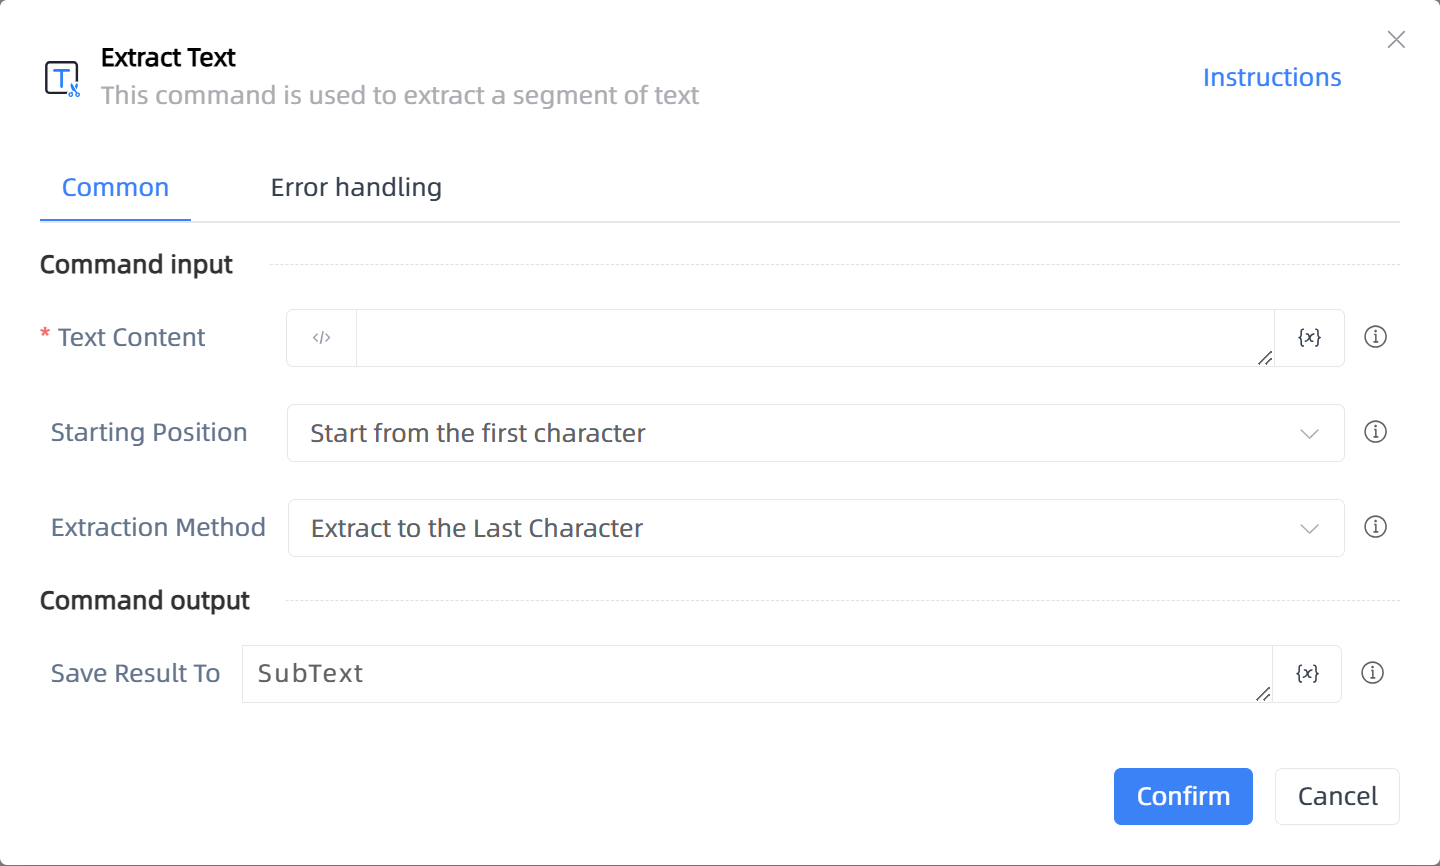 Extract Text
This command is used to extract a segment of text
Instructions
Common
Error handling
Command input
* Text Content
</>
{x}
Starting Position
Start from the first character
Extraction Method
Extract to the Last Character
Command output
Save Result To
SubText
{x}
Confirm
Cancel